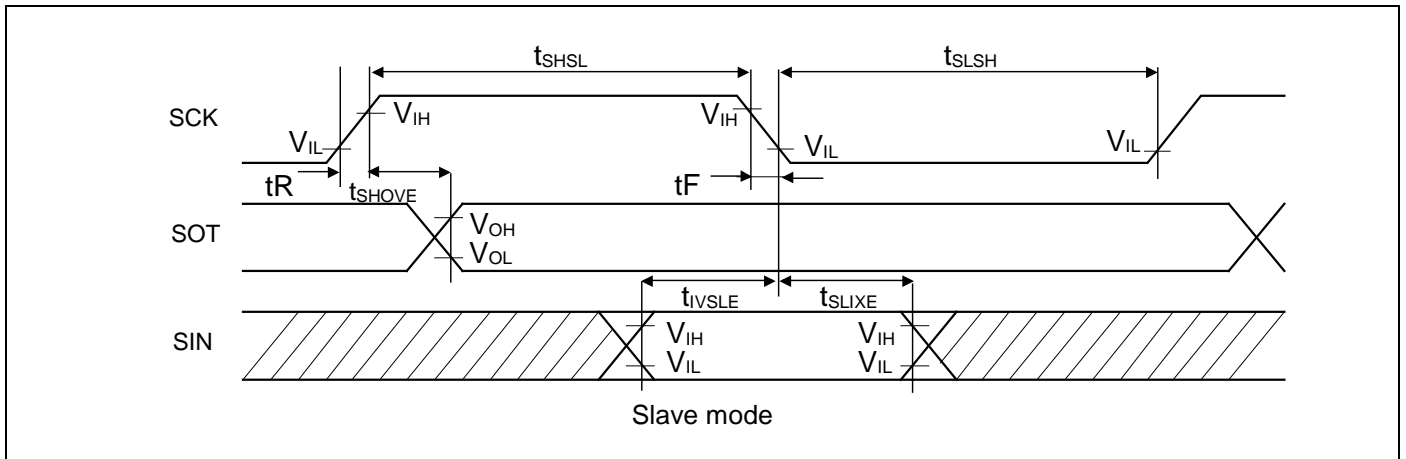 tSHSL tSLSH
SCK VIH VIH
VIL VIL VIL
tR tSHOVE tF
SOT VOH
VOL
tIVSLE tSLIXE
SIN VIH VIH
VIL VIL
Slave mode